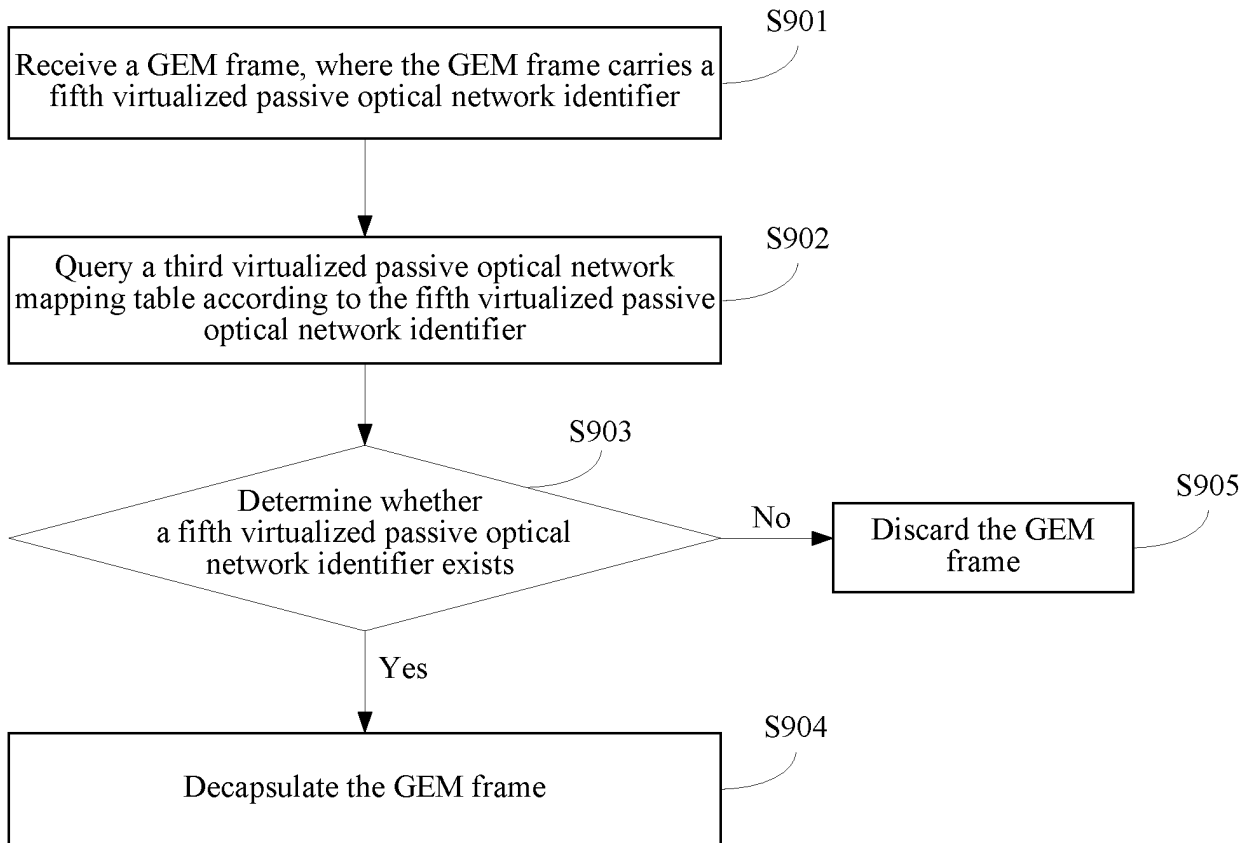 S901
Receive a GEM frame, where the GEM frame carries a
fifth virtualized passive optical network identifier
S902
Query a third virtualized passive optical network
mapping table according to the fifth virtualized passive
optical network identifier
S903
Determine whether
a fifth virtualized passive optical
network identifier exists
No
S905
Discard the GEM
frame
Yes
S904
Decapsulate the GEM frame